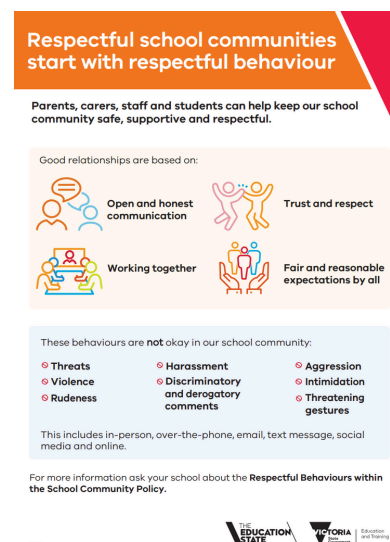 Respectful school communities
start with respectful behaviour
Parents, carers, staff and students can help keep our school
community safe, supportive and respectful.
Good relationships are based on:
Open and honest
communication
Trust and respect
Working together
Fair and reasonable
expectations by all
These behaviours are not okay in our school community:
Threats
Violence
Rudeness
Harassment
Discriminatory
and derogatory
comments
Aggression
Intimidation
Threatening
gestures
This includes in-person, over-the-phone, email, text message, social
media and online.
For more information ask your school about the Respectful Behaviours within
the School Community Policy.
THE
EDUCATION
STATE
VICTORIA
State
Government
Education
and Training